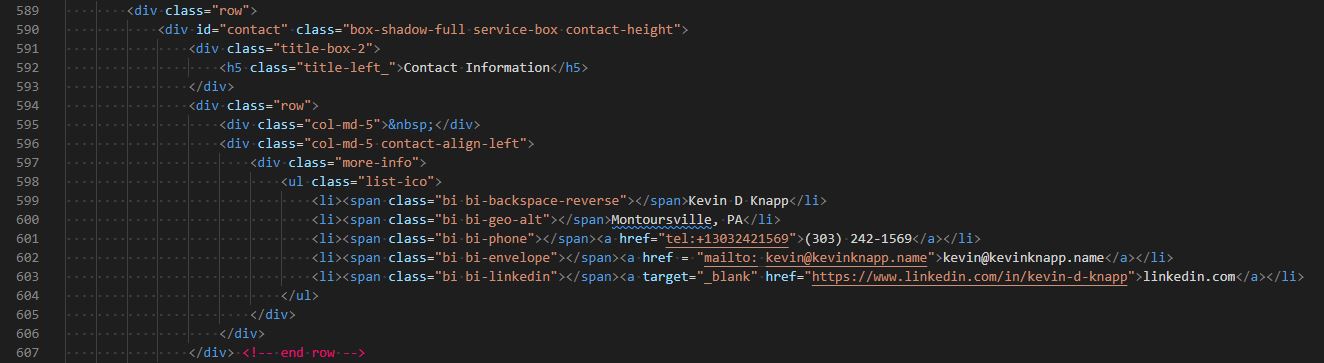 589 <div class="row">
590 <div id="contact" class="box-shadow-full service-box contact-height">
591 <div class="title-box-2">
592 <h5 class="title-left_">Contact Information</h5>
593 </div>
594 <div class="row">
595 <div class="col-md-5">&nbsp;</div>
596 <div class="col-md-5 contact-align-left">
597 <div class="more-info">
598 <ul class="list-ico">
599 <li><span class="bi bi-backspace-reverse"></span>Kevin D Knapp</li>
600 <li><span class="bi bi-geo-alt"></span>Montoursville, PA</li>
601 <li><span class="bi bi-phone"></span><a href="tel:+13032421569">(303) 242-1569</a></li>
602 <li><span class="bi bi-envelope"></span><a href = "mailto: kevin@kevinknapp.name">kevin@kevinknapp.name</a></li>
603 <li><span class="bi bi-linkedin"></span><a target="_blank" href="https://www.linkedin.com/in/kevin-d-knapp">linkedin.com</a></li>
604 </ul>
605 </div>
606 </div>
607 </div> <!-- end row -->